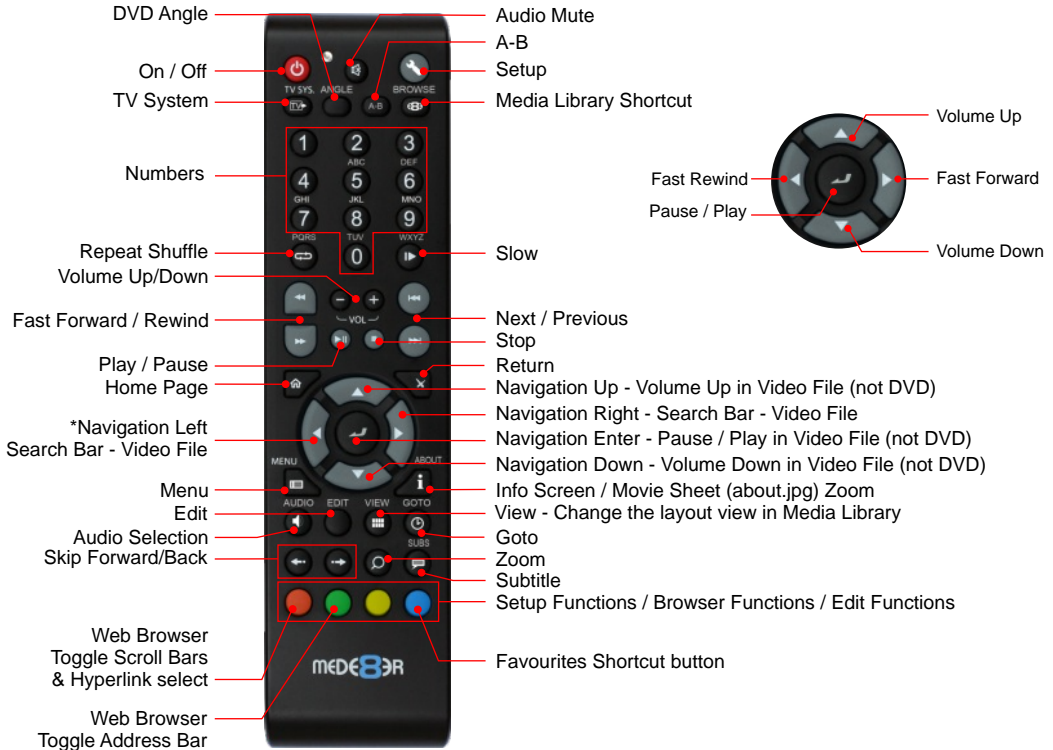 DVD Angle
On / Off
TV System
Numbers
Repeat Shuffle
Volume Up/Down
Fast Forward / Rewind
Play / Pause
Home Page
*Navigation Left
Search Bar - Video File
Menu
Edit
Audio Selection
Skip Forward/Back
Web Browser
Toggle Scroll Bars
& Hyperlink select
Web Browser
Toggle Address Bar
TV SYS. ANGLE BROWSE
TV A-B
1 2 3
ABC DEF
4 5 6
GHI JKL MNO
7 8 9
PQRS TUV WXYZ
0
- +
VOL
MENU ABOUT
i
AUDIO EDIT VIEW GOTO
SUBS
MEDE8ER
Audio Mute
A-B
Setup
Media Library Shortcut
Slow
Next / Previous
Stop
Return
Navigation Up - Volume Up in Video File (not DVD)
Navigation Right - Search Bar - Video File
Navigation Enter - Pause / Play in Video File (not DVD)
Navigation Down - Volume Down in Video File (not DVD)
Info Screen / Movie Sheet (about.jpg) Zoom
View - Change the layout view in Media Library
Goto
Zoom
Subtitle
Setup Functions / Browser Functions / Edit Functions
Favourites Shortcut button
Volume Up
Fast Rewind
Fast Forward
Pause / Play
Volume Down